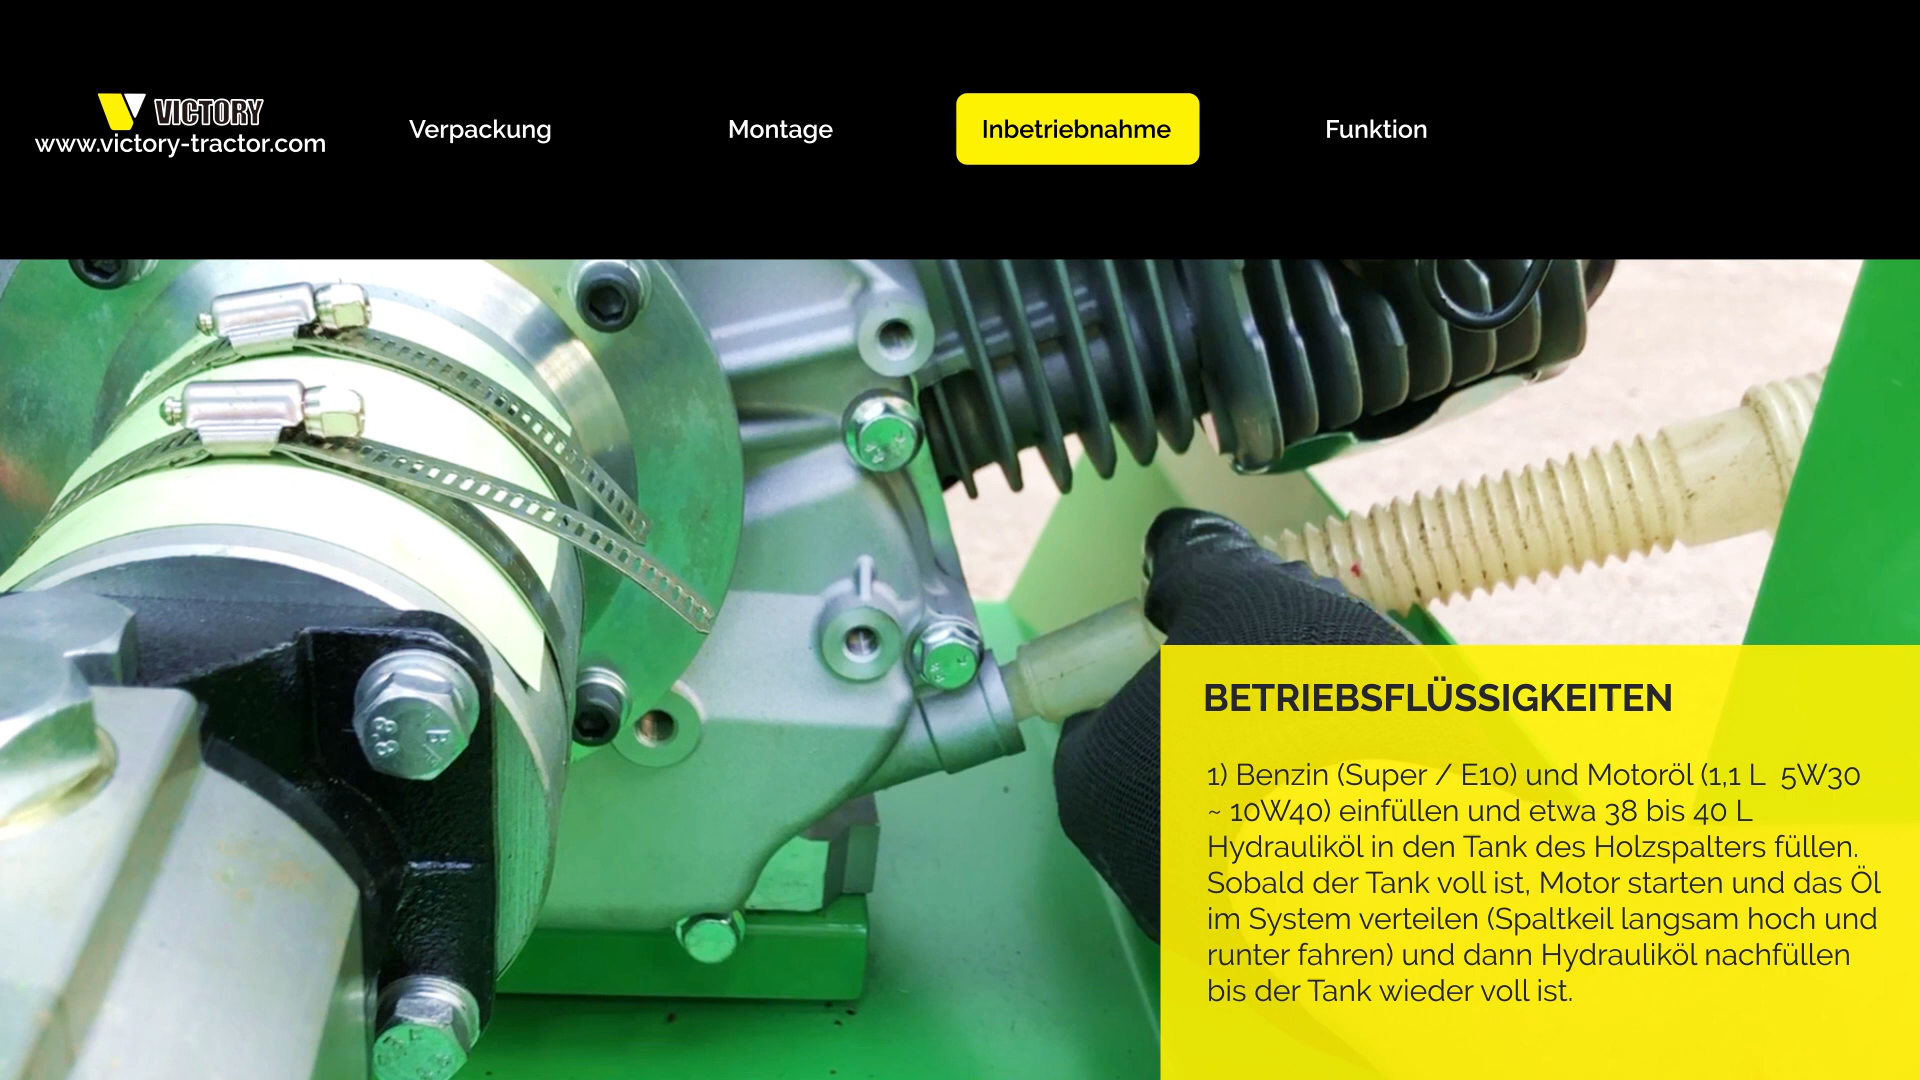 VICTORY
www.victory-tractor.com
Verpackung
Montage
Inbetriebnahme
Funktion
8.8
BETRIEBSFLÜSSIGKEITEN
1) Benzin (Super / E10) und Motoröl (1,1 L  5W30
~ 10W40) einfüllen und etwa 38 bis 40 L
Hydrauliköl in den Tank des Holzspalters füllen.
Sobald der Tank voll ist, Motor starten und das Öl
im System verteilen (Spaltkeil langsam hoch und
runter fahren) und dann Hydrauliköl nachfüllen
bis der Tank wieder voll ist.